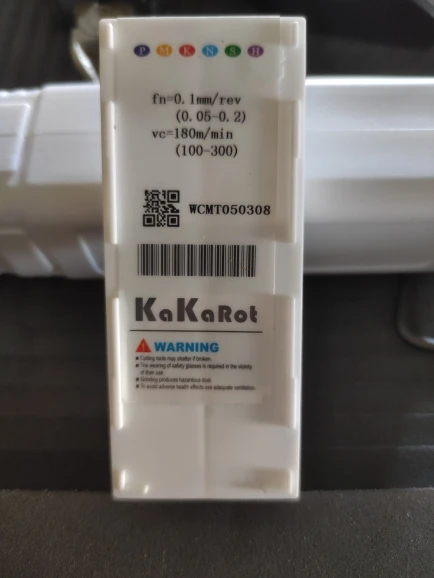 P M K N S H
fn=0.1mm/rev
(0.05-0.2)
vc=180m/min
(100-300)
WCMT050308
KaKaRot
WARNING
Cutting tools may shatter if broken.
The wearing of safety glasses is required in the vicinity
of their use.
Grinding produces hazardous dust.
To avoid adverse health effects use adequate ventilation.